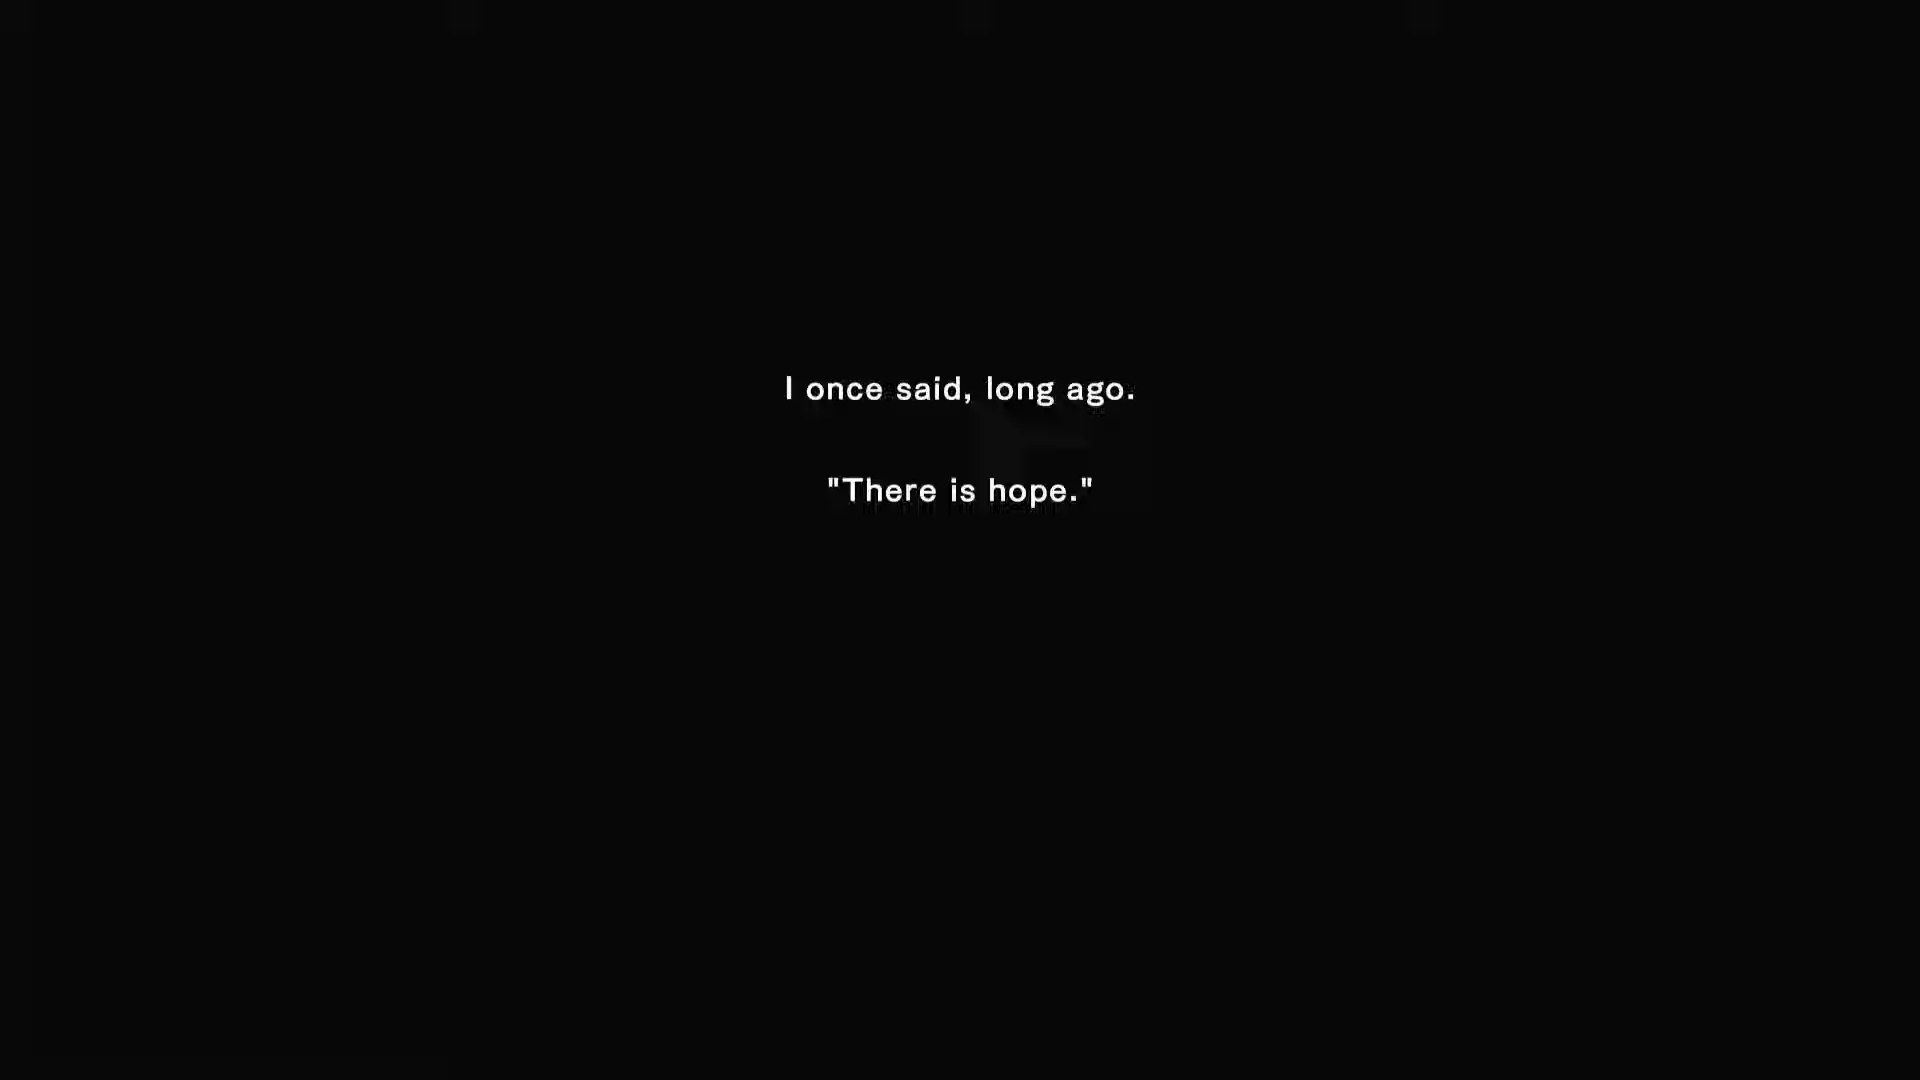 I once said, long ago.
"There is hope."